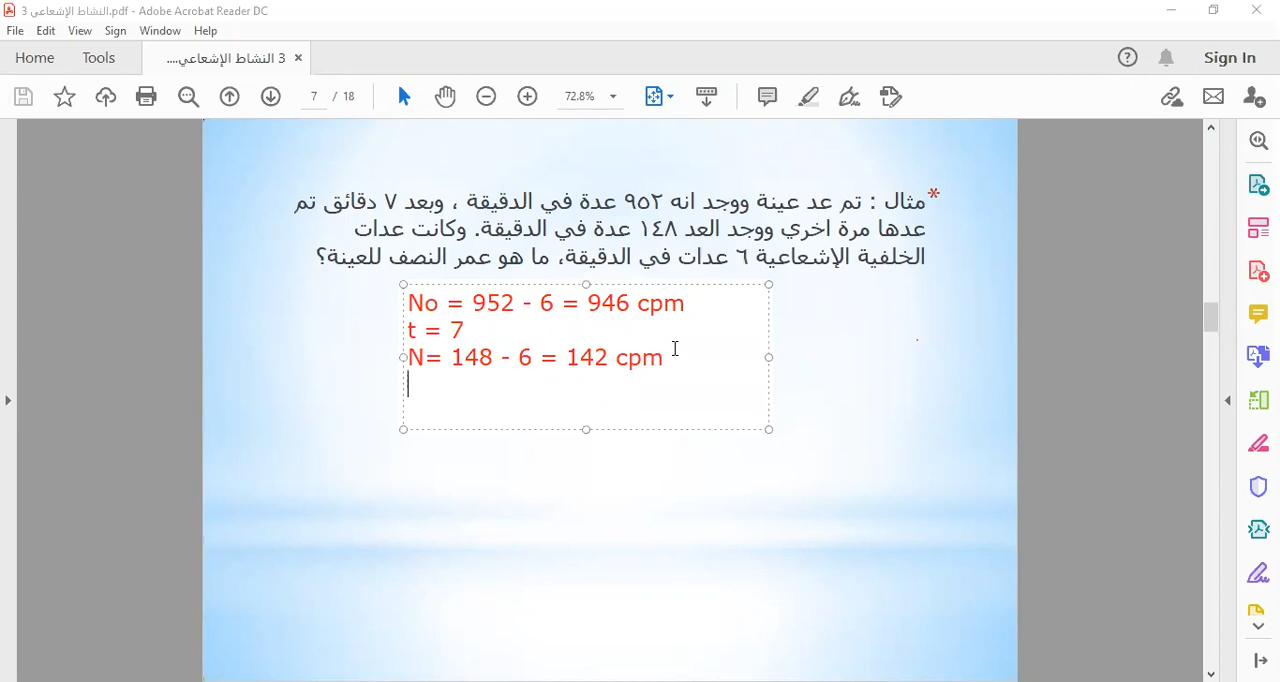 النشاط الإشعاعي 3.pdf - Adobe Acrobat Reader DC
File Edit View Sign Window Help
Home Tools 3 النشاط الإشعاعي.... × Sign In
7 / 18 72.8%
*مثال : تم عد عينة ووجد انه ٩٥٢ عدة في الدقيقة ، وبعد ٧ دقائق تم
عدها مرة اخري ووجد العد ١٤٨ عدة في الدقيقة. وكانت عدات
الخلفية الإشعاعية ٦ عدات في الدقيقة، ما هو عمر النصف للعينة؟
No = 952 - 6 = 946 cpm
t = 7
N= 148 - 6 = 142 cpm